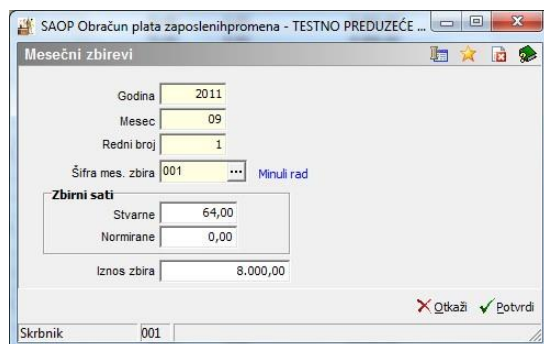 SAOP Obračun plata zaposlenihpromena - TESTNO PREDUZEĆE ...
Mesečni zbirevi
Godina 2011
Mesec 09
Redni broj 1
Šifra mes. zbira 001 ... Minuli rad
Zbirni sati
Stvarne 64,00
Normirane 0,00
Iznos zbira 8.000,00
Otkaži Potvrdi
Skrbnik 001